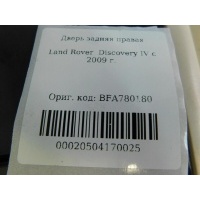 Дверь задняя правая
Land Rover Discovery IV с
2009 г.
Ориг. код: BFA780180
00020504170025